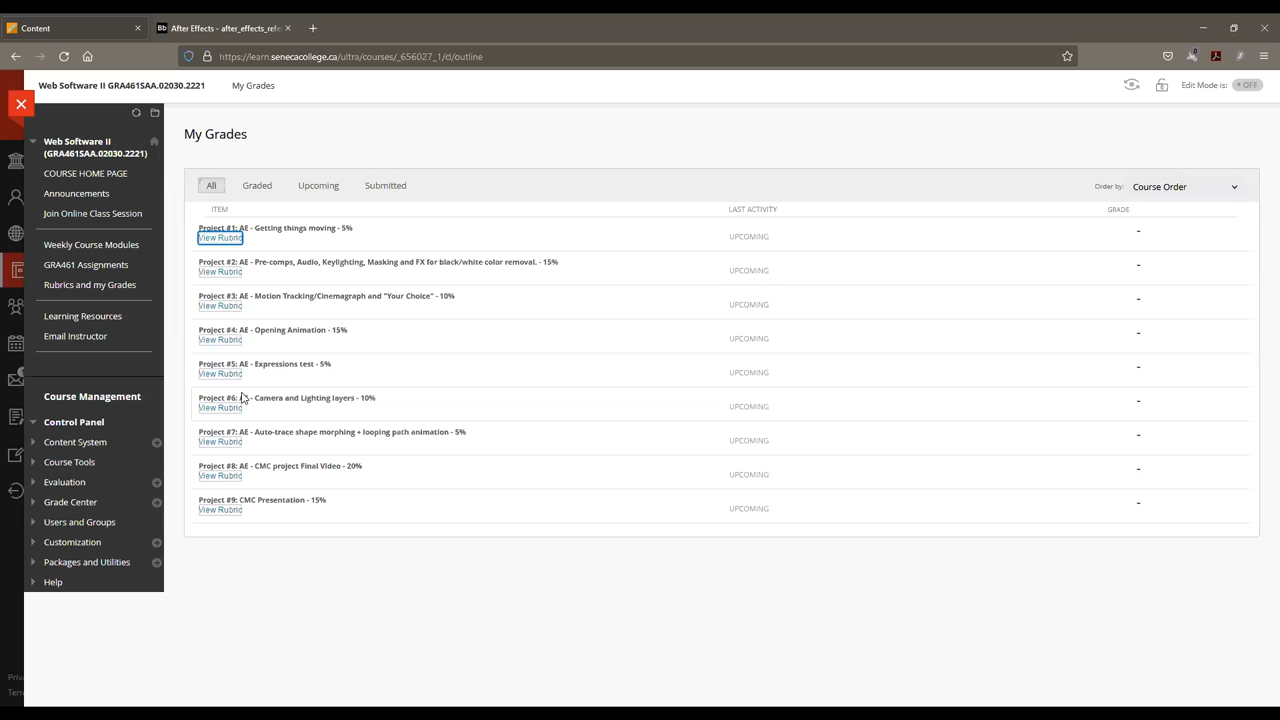 Content
Bb After Effects - after_effects_refe
https://learn.senecacollege.ca/ultra/courses/_656027_1/cl/outline
Web Software II GRA461SAA.02030.2221
My Grades
Edit Mode is:
OFF
Web Software II
(GRA461SAA.02030.2221)
COURSE HOME PAGE
Announcements
Join Online Class Session
Weekly Course Modules
GRA461 Assignments
Rubrics and my Grades
Learning Resources
Email Instructor
Course Management
Control Panel
Content System
Course Tools
Evaluation
Grade Center
Users and Groups
Customization
Packages and Utilities
Help
Priva
Term
My Grades
All
Graded
Upcoming
Submitted
Order by:
Course Order
ITEM
LAST ACTIVITY
GRADE
Project #1: AE - Getting things moving - 5%
View Rubric
UPCOMING
-
Project #2: AE - Pre-comps, Audio, Keylighting, Masking and FX for black/white color removal. - 15%
View Rubric
UPCOMING
-
Project #3: AE - Motion Tracking/Cinemagraph and "Your Choice" - 10%
View Rubric
UPCOMING
-
Project #4: AE - Opening Animation - 15%
View Rubric
UPCOMING
-
Project #5: AE - Expressions test - 5%
View Rubric
UPCOMING
-
Project #6: AE - Camera and Lighting layers - 10%
View Rubric
UPCOMING
-
Project #7: AE - Auto-trace shape morphing + looping path animation - 5%
View Rubric
UPCOMING
-
Project #8: AE - CMC project Final Video - 20%
View Rubric
UPCOMING
-
Project #9: CMC Presentation - 15%
View Rubric
UPCOMING
-